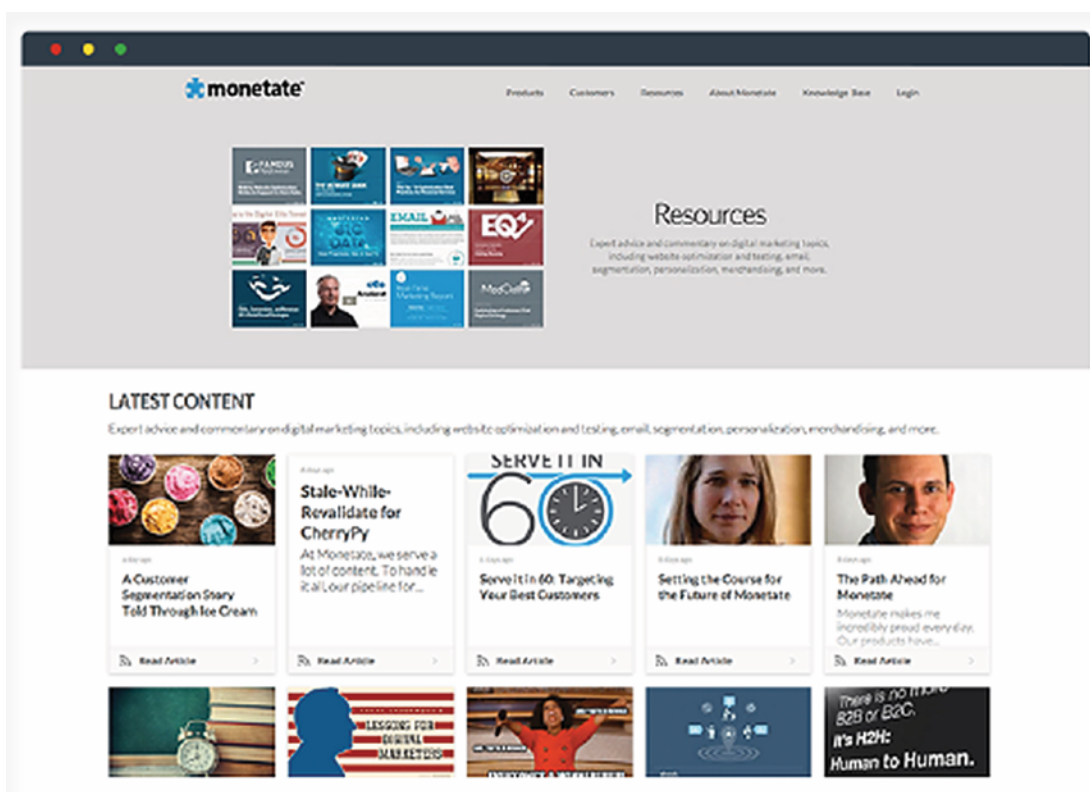 monetate
Products Customers Resources About Monetate Knowledge Base Login
FAMOUS
EMAIL
BIG
DATA
EQ4
Real-Time
Marketing Report
Resources
Expert advice and commentary on digital marketing topics,
including website optimization and testing, email,
segmentation, personalization, merchandising, and more.
LATEST CONTENT
Expert advice and commentary on digital marketing topics, including website optimization and testing, email, segmentation, personalization, merchandising, and more.
A Customer
Segmentation Story
Told Through Ice Cream
Read Article
Stale-While-
Revalidate for
CherryPy
At Monetate, we serve a
lot of content. To handle
it all, our pipeline for...
Read Article
SERVE IT IN
60
Serve it in 60: Targeting
Your Best Customers
Read Article
Setting the Course for
the Future of Monetate
Read Article
The Path Ahead for
Monetate
Monetate makes me
incredibly proud every day.
Our products have...
Read Article
LESSONS FOR
DIGITAL
MARKETERS
There is no more
B2B or B2C.
It's H2H:
Human to Human.